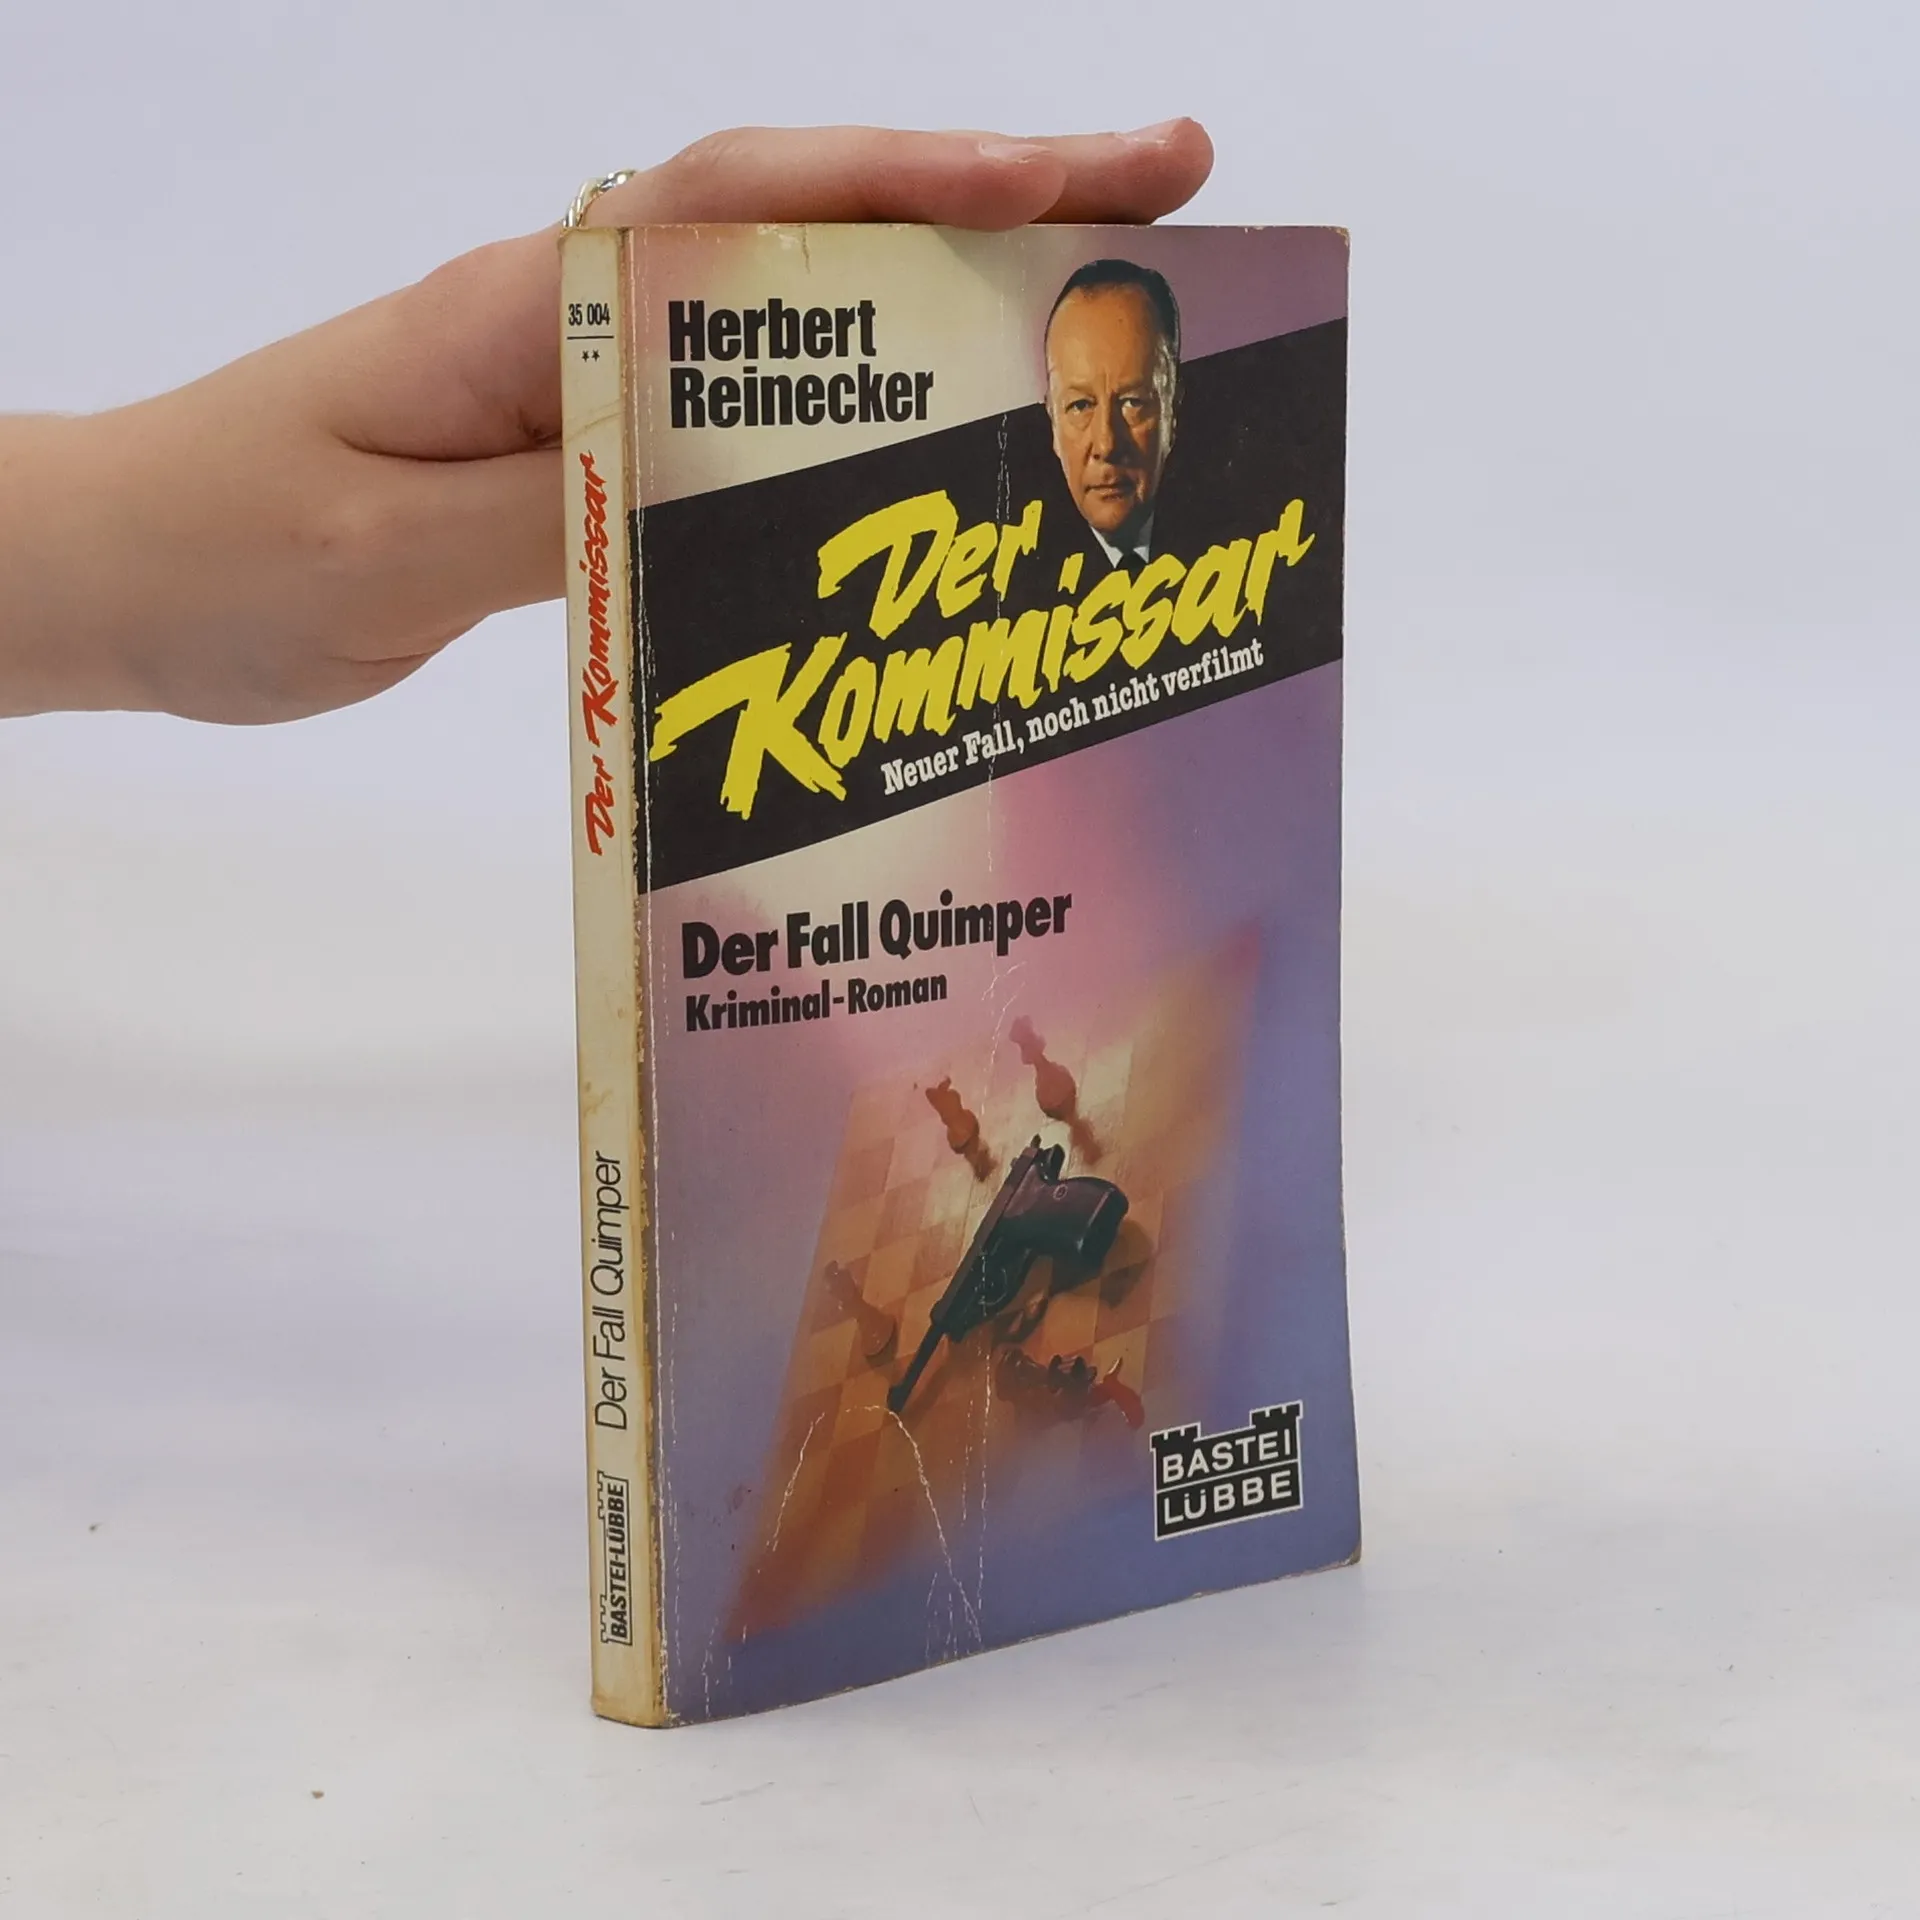 35 004
**
Der Kommissar
Der Fall Quimper
BASTEI-LÜBBE
Herbert
Reinecker
Der
Kommissar
Neuer Fall, noch nicht verfilmt
Der Fall Quimper
Kriminal-Roman
BASTEI
LÜBBE